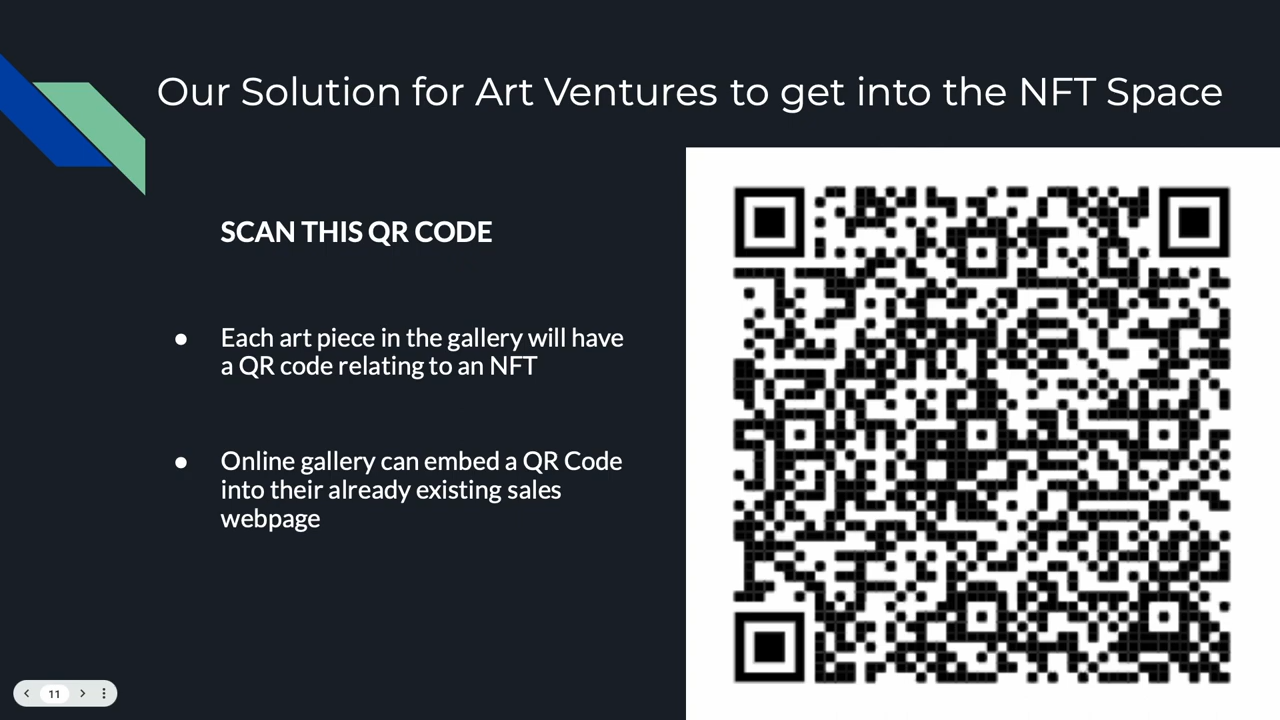 Our Solution for Art Ventures to get into the NFT Space
SCAN THIS QR CODE
● Each art piece in the gallery will have
a QR code relating to an NFT
● Online gallery can embed a QR Code
into their already existing sales
webpage
11